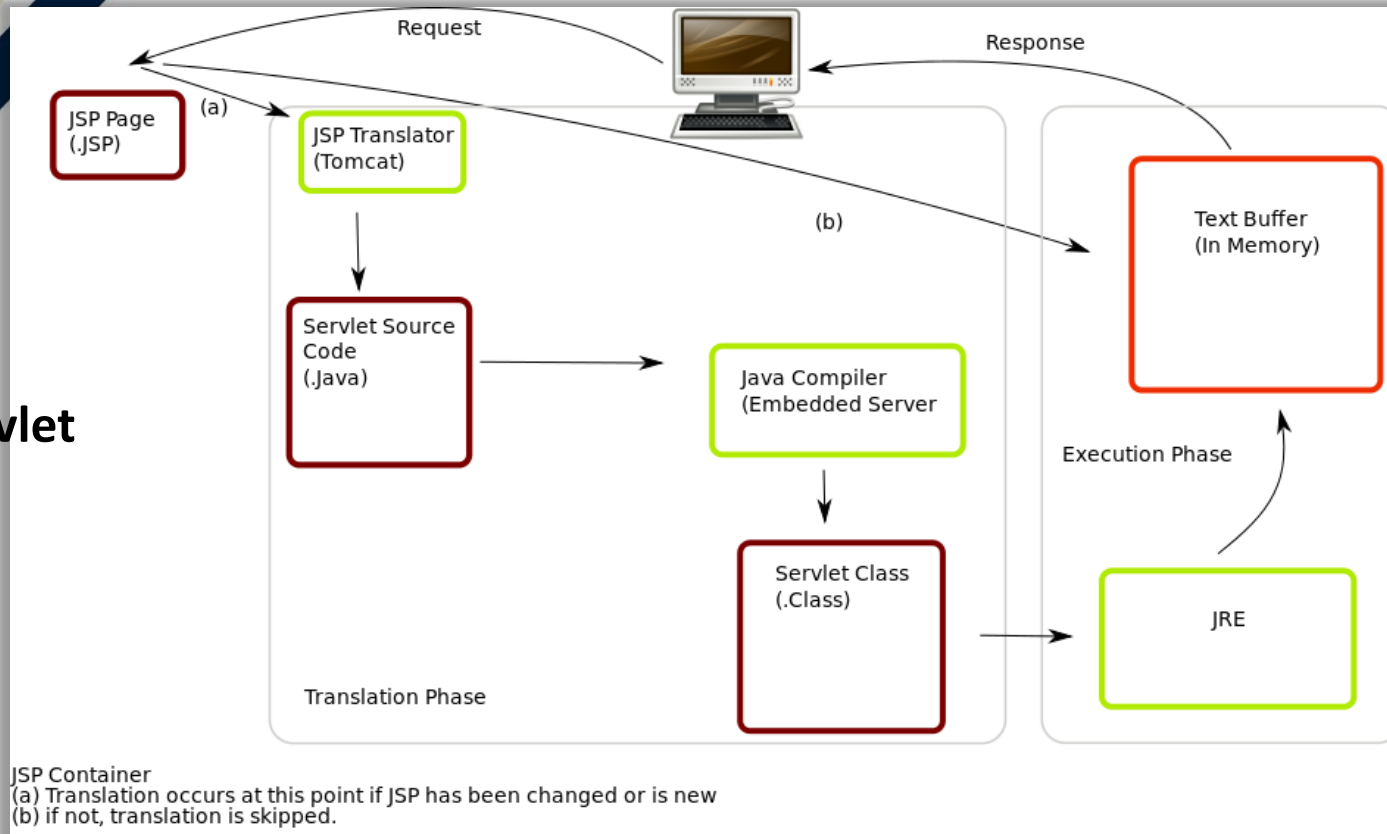 Request
Response
JSP Page
(.JSP)
(a)
JSP Translator
(Tomcat)
(b)
Text Buffer
(In Memory)
Servlet Source
Code
(.Java)
Java Compiler
(Embedded Server
vlet
Execution Phase
Servlet Class
(.Class)
JRE
Translation Phase
JSP Container
(a) Translation occurs at this point if JSP has been changed or is new
(b) if not, translation is skipped.